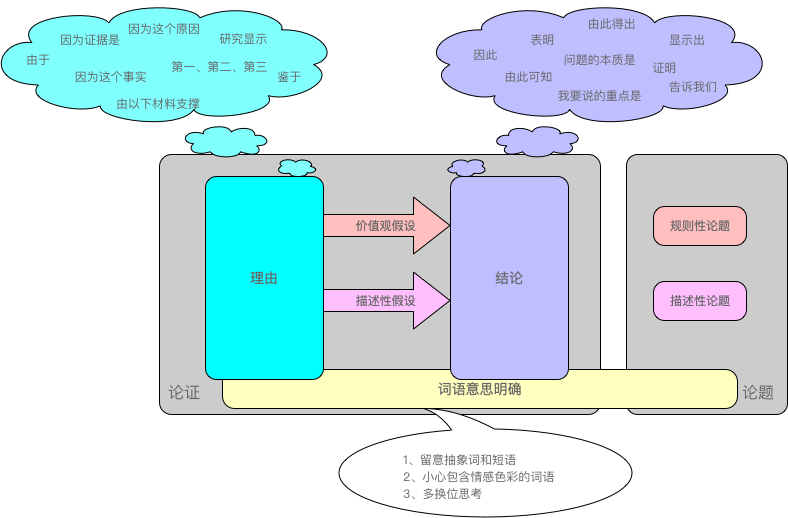 因为这个原因
因为证据是
研究显示
由于
第一、第二、第三
因为这个事实
鉴于
由以下材料支撑
由此得出
表明
显示出
因此
问题的本质是
证明
由此可知
告诉我们
我要说的重点是
理由
价值观假设
描述性假设
结论
规则性论题
描述性论题
论证
词语意思明确
论题
1、留意抽象词和短语
2、小心包含情感色彩的词语
3、多换位思考